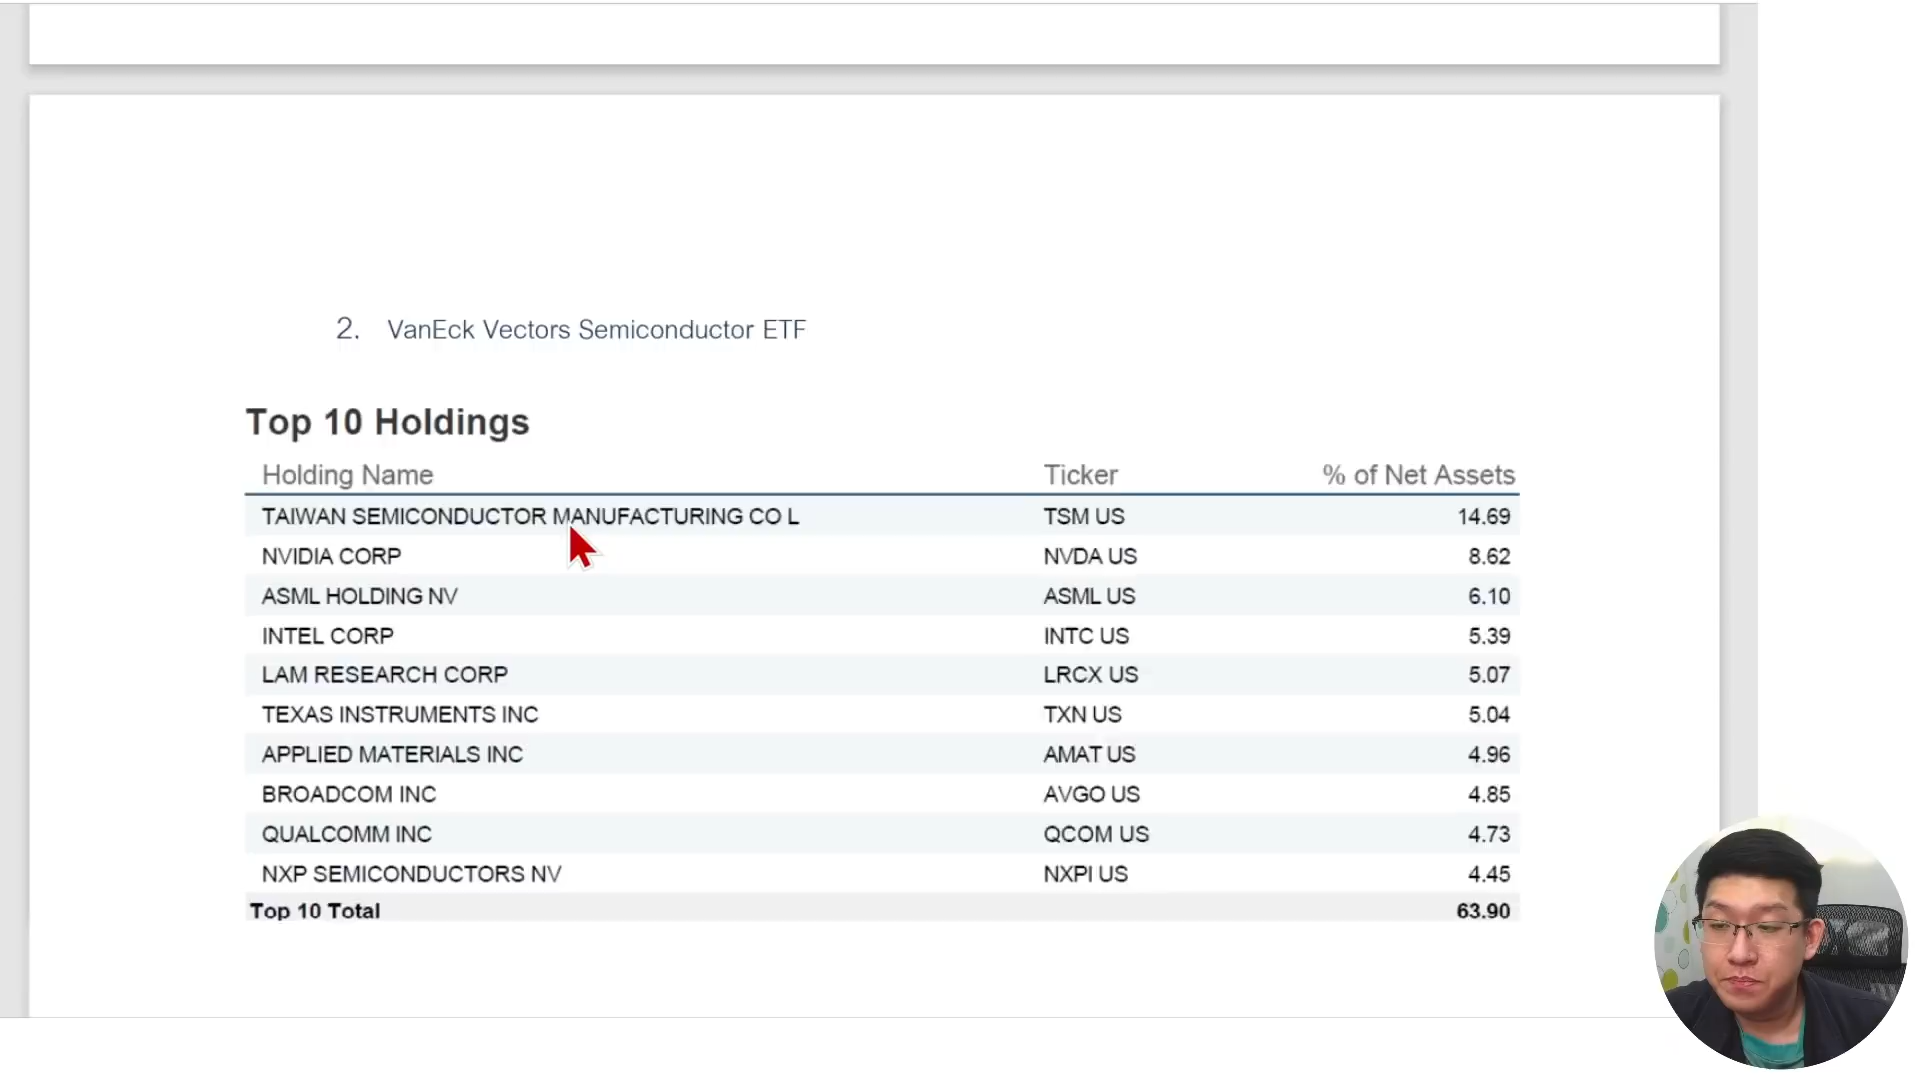 2. VanEck Vectors Semiconductor ETF
Top 10 Holdings
Holding Name Ticker % of Net Assets
TAIWAN SEMICONDUCTOR MANUFACTURING CO L TSM US 14.69
NVIDIA CORP NVDA US 8.62
ASML HOLDING NV ASML US 6.10
INTEL CORP INTC US 5.39
LAM RESEARCH CORP LRCX US 5.07
TEXAS INSTRUMENTS INC TXN US 5.04
APPLIED MATERIALS INC AMAT US 4.96
BROADCOM INC AVGO US 4.85
QUALCOMM INC QCOM US 4.73
NXP SEMICONDUCTORS NV NXPI US 4.45
Top 10 Total 63.90